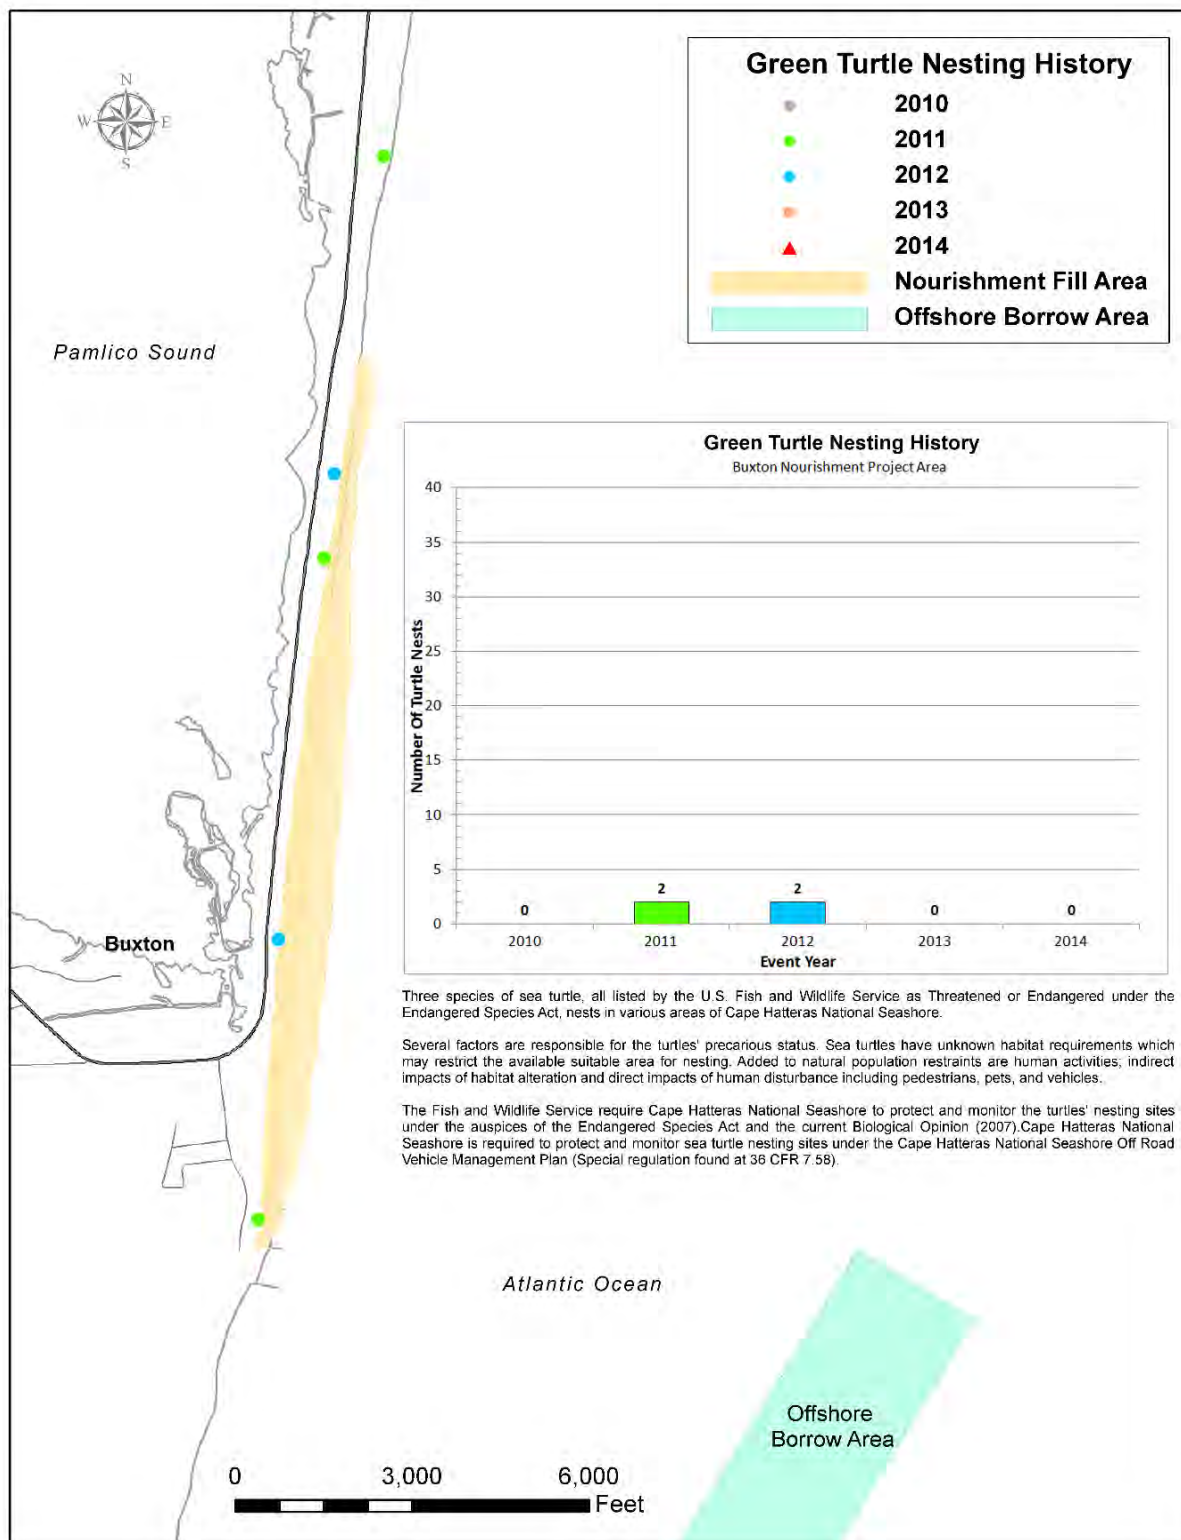 N
W E
S
Green Turtle Nesting History
2010
2011
2012
2013
2014
Nourishment Fill Area
Offshore Borrow Area
Pamlico Sound
Green Turtle Nesting History
Buxton Nourishment Project Area
Number Of Turtle Nests
40
35
30
25
20
15
10
5
0
0 2 2 0 0
2010 2011 2012 2013 2014
Event Year
Buxton
Three species of sea turtle, all listed by the U.S. Fish and Wildlife Service as Threatened or Endangered under the
Endangered Species Act, nests in various areas of Cape Hatteras National Seashore.
Several factors are responsible for the turtles' precarious status. Sea turtles have unknown habitat requirements which
may restrict the available suitable area for nesting. Added to natural population restraints are human activities; indirect
impacts of habitat alteration and direct impacts of human disturbance including pedestrians, pets, and vehicles.
The Fish and Wildlife Service require Cape Hatteras National Seashore to protect and monitor the turtles' nesting sites
under the auspices of the Endangered Species Act and the current Biological Opinion (2007).Cape Hatteras National
Seashore is required to protect and monitor sea turtle nesting sites under the Cape Hatteras National Seashore Off Road
Vehicle Management Plan (Special regulation found at 36 CFR 7.58).
Atlantic Ocean
Offshore
Borrow Area
0 3,000 6,000
Feet